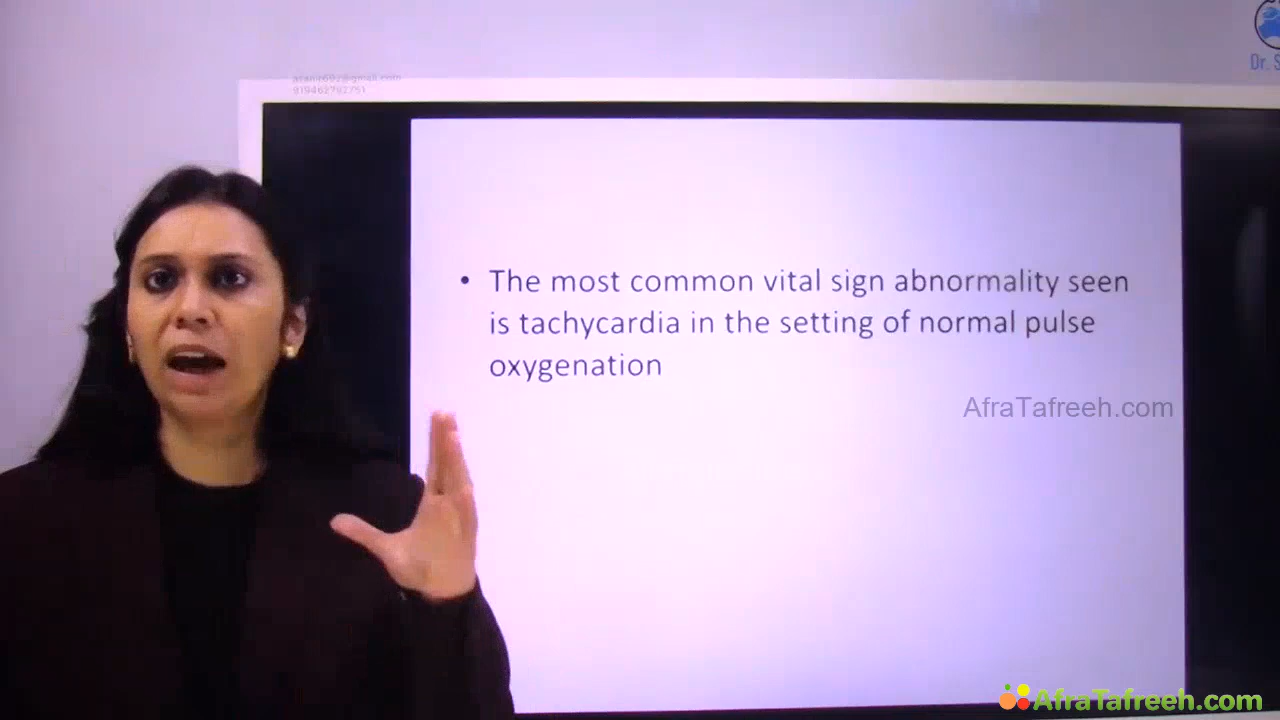 Dr. S
• The most common vital sign abnormality seen
is tachycardia in the setting of normal pulse
oxygenation
AfraTafreeh.com
AfraTafreeh.com